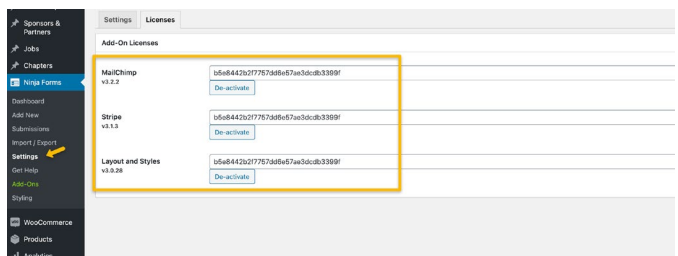 Sponsors &
Partners
Jobs
Chapters
Ninja Forms
Dashboard
Add New
Submissions
Import / Export
Settings
Get Help
Add-Ons
Styling
WooCommerce
Products
Analytics
Settings
Licenses
Add-On Licenses
MailChimp
v3.2.2
b5e8442b2f7757dd6e57ae3dcdb3399f
De-activate
Stripe
v3.1.3
b5e8442b2f7757dd6e57ae3dcdb3399f
De-activate
Layout and Styles
v3.0.28
b5e8442b2f7757dd6e57ae3dcdb3399f
De-activate